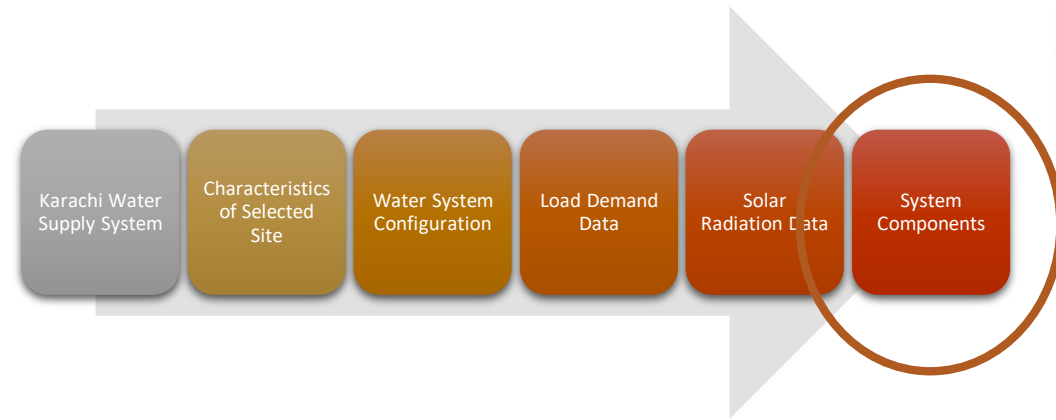 Karachi Water
Supply System
Characteristics
of Selected
Site
Water System
Configuration
Load Demand
Data
Solar
Radiation Data
System
Components